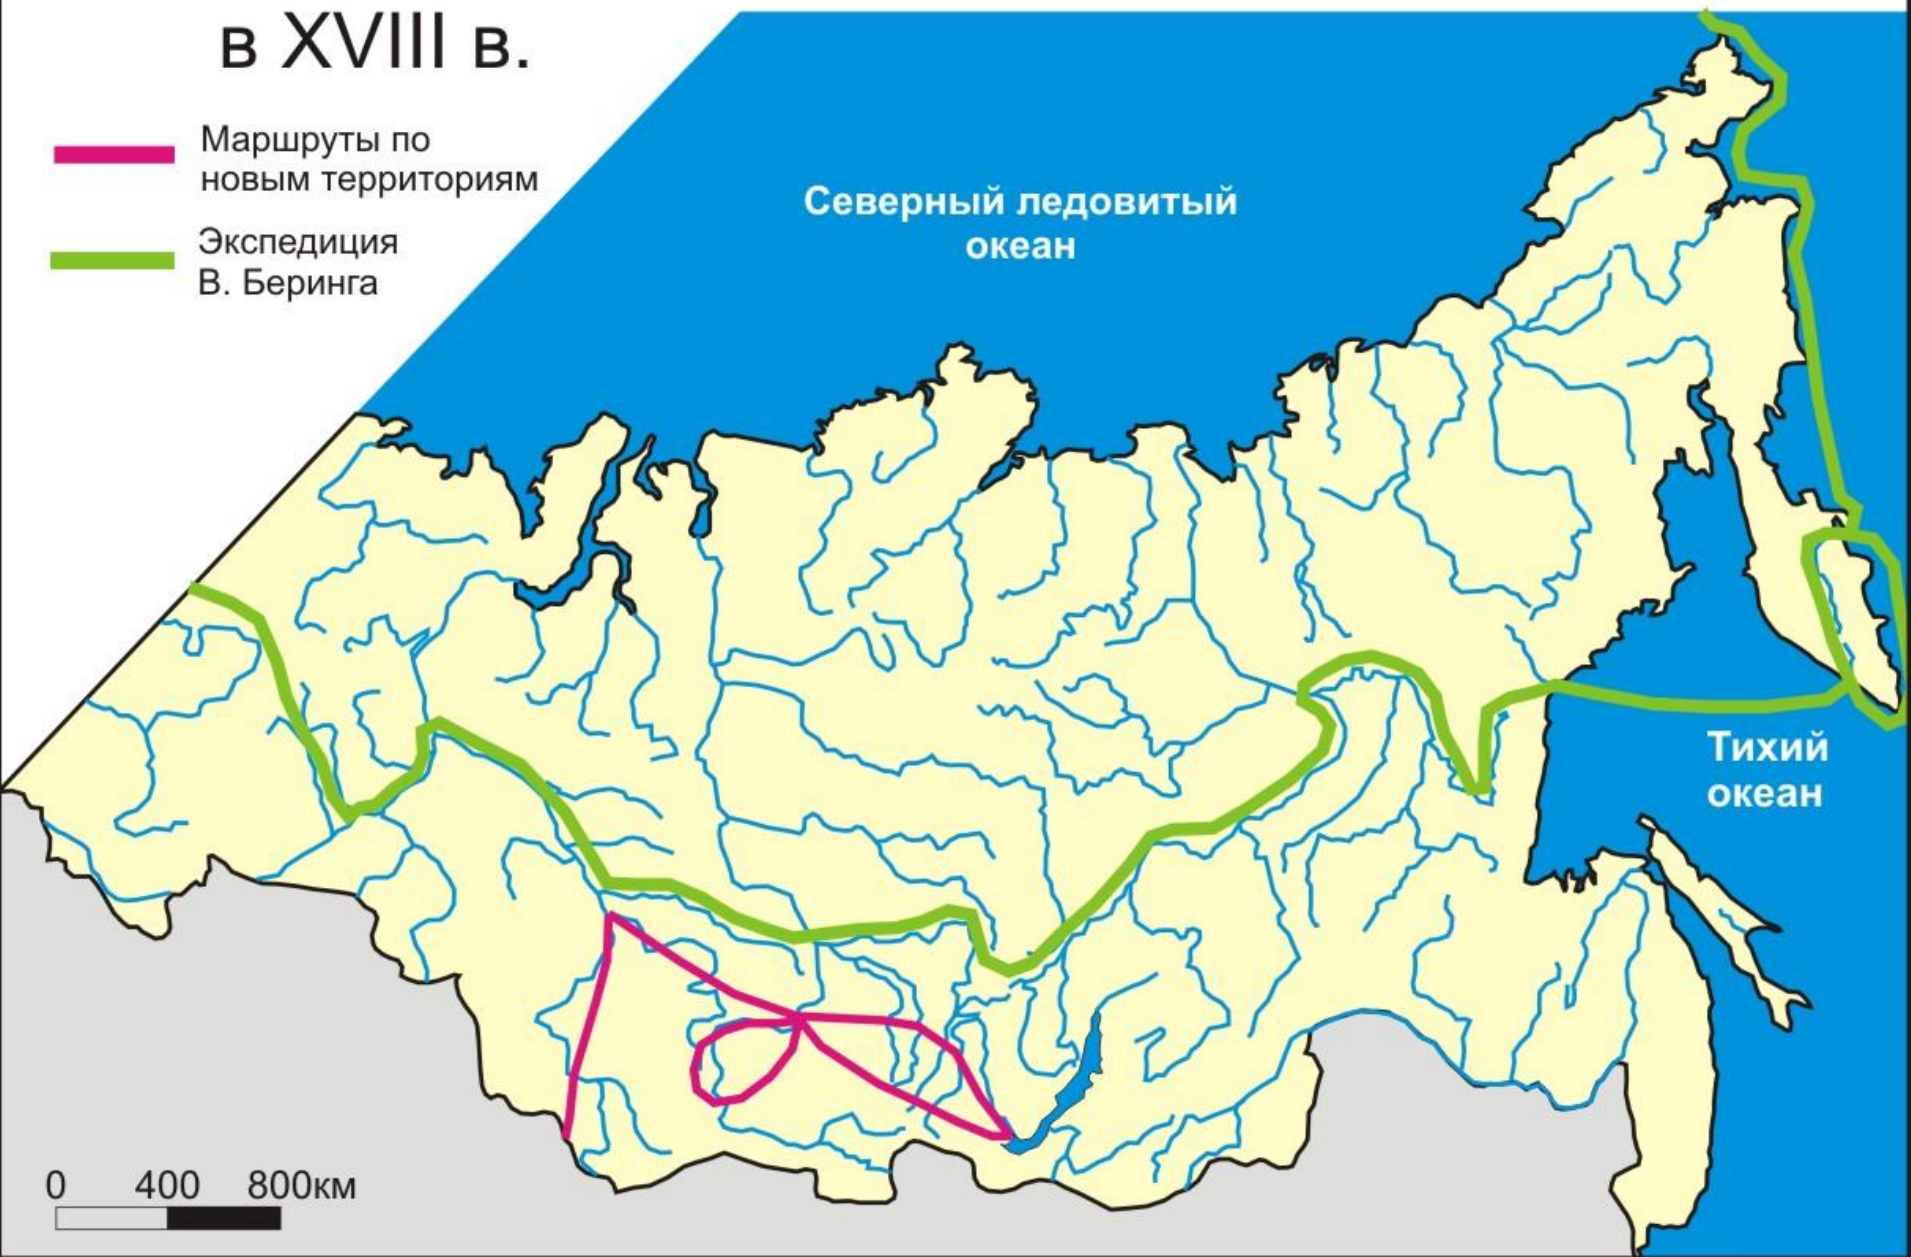 в XVIII в.
Маршруты по
новым территориям
Экспедиция
В. Беринга
Северный ледовитый
океан
Тихий
океан
0 400 800км